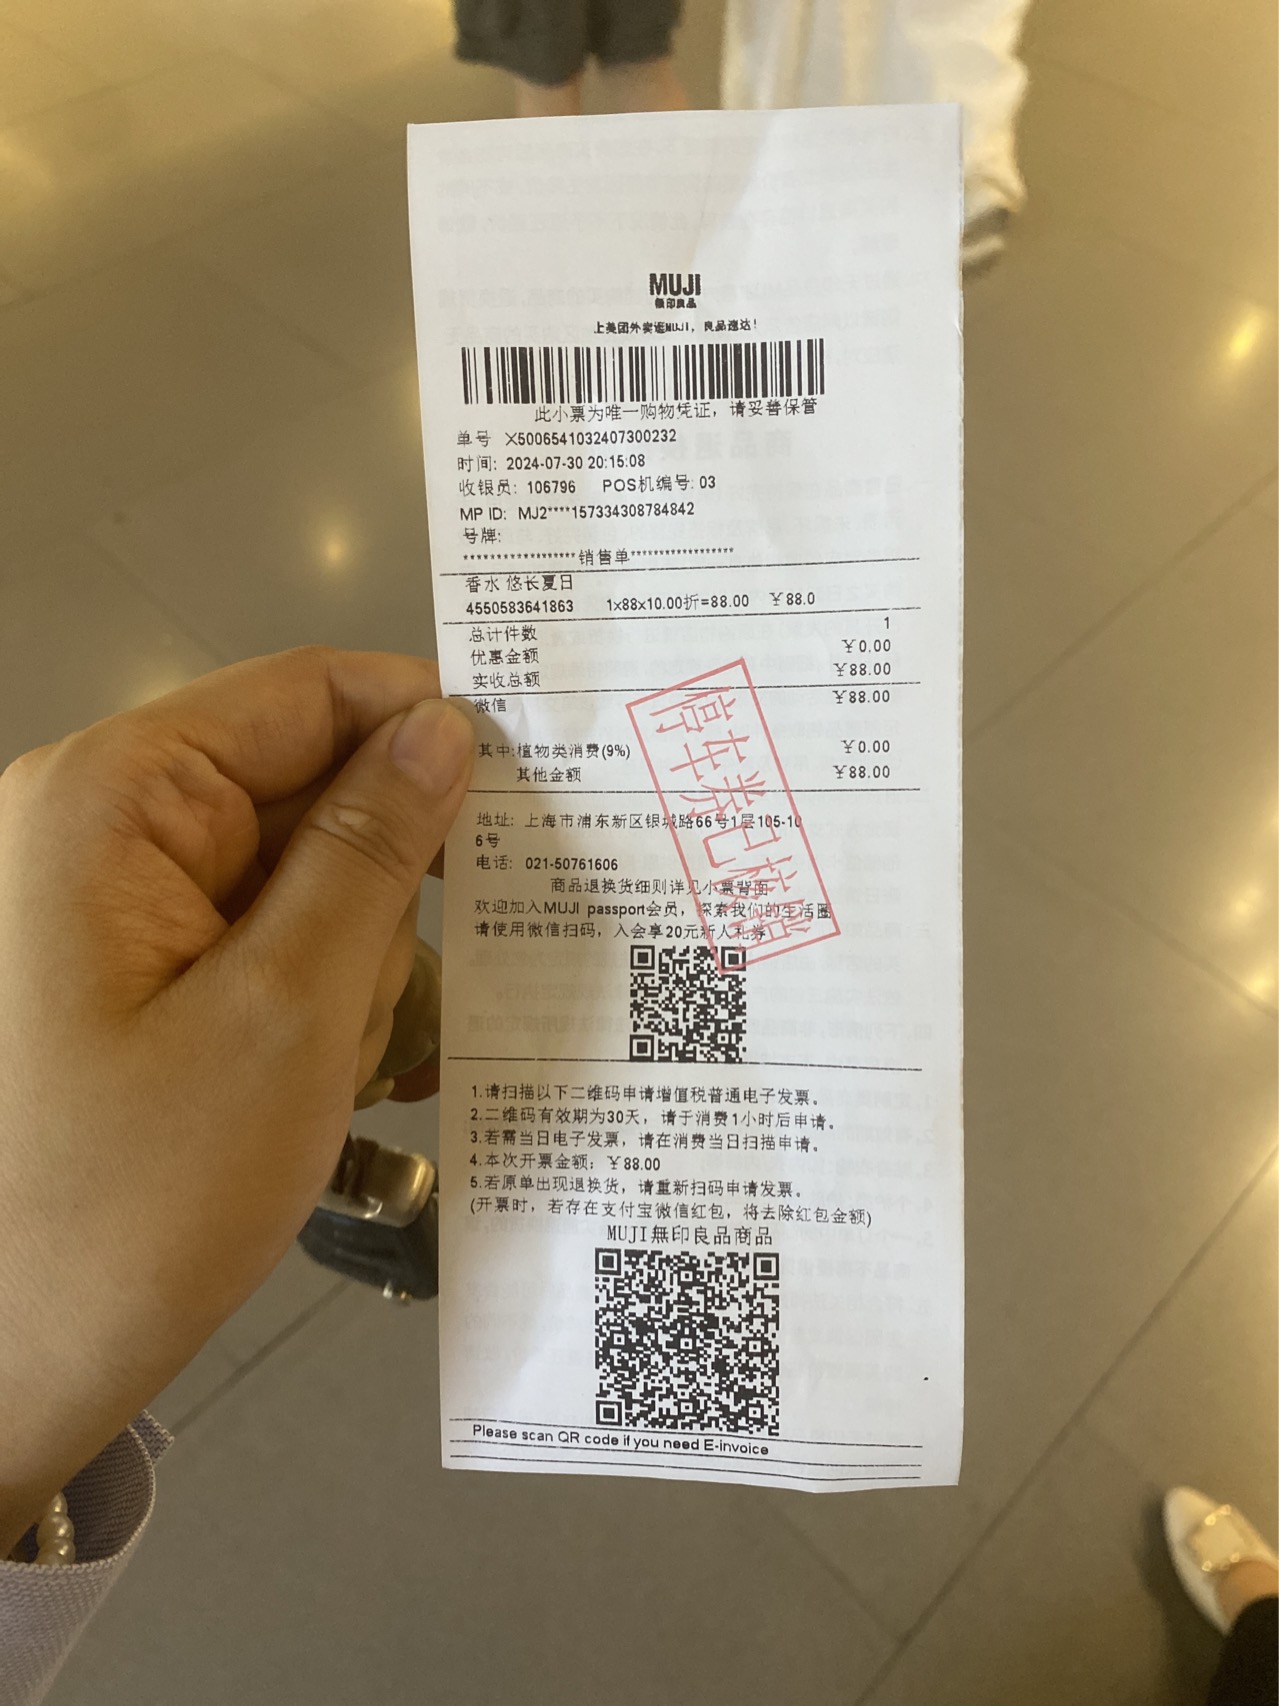 MUJI
無印良品
上美团外卖逛MUJI，良品速达！
此小票为唯一购物凭证，请妥善保管
单号 X5006541032407300232
时间: 2024-07-30 20:15:08
收银员: 106796 POS机编号: 03
MP ID: MJ2****157334308784842
号牌:
******************销售单******************
香水 悠长夏日
4550583641863 1x88x10.00折=88.00 ￥88.0
总计件数 1
优惠金额 ￥0.00
实收总额 ￥88.00
微信 ￥88.00
其中:植物类消费(9%) ￥0.00
其他金额 ￥88.00
停车券已核销
地址: 上海市浦东新区银城路66号1层105-10
6号
电话: 021-50761606
商品退换货细则详见小票背面
欢迎加入MUJI passport会员，探索我们的生活圈
请使用微信扫码，入会享20元新人礼券
1.请扫描以下二维码申请增值税普通电子发票。
2.二维码有效期为30天，请于消费1小时后申请。
3.若需当日电子发票，请在消费当日扫描申请。
4.本次开票金额: ￥88.00
5.若原单出现退换货，请重新扫码申请发票。
(开票时，若存在支付宝微信红包，将去除红包金额)
MUJI無印良品商品
Please scan QR code if you need E-invoice